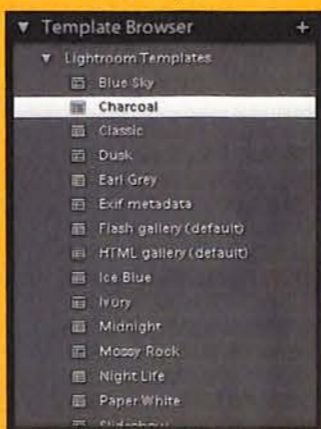 Template Browser +
Lightroom Templates
Blue Sky
Charcoal
Classic
Dusk
Earl Grey
Exif metadata
Flash gallery (default)
HTML gallery (default)
Ice Blue
Ivory
Midnight
Mossy Rock
Night Life
Paper White
Slideshow